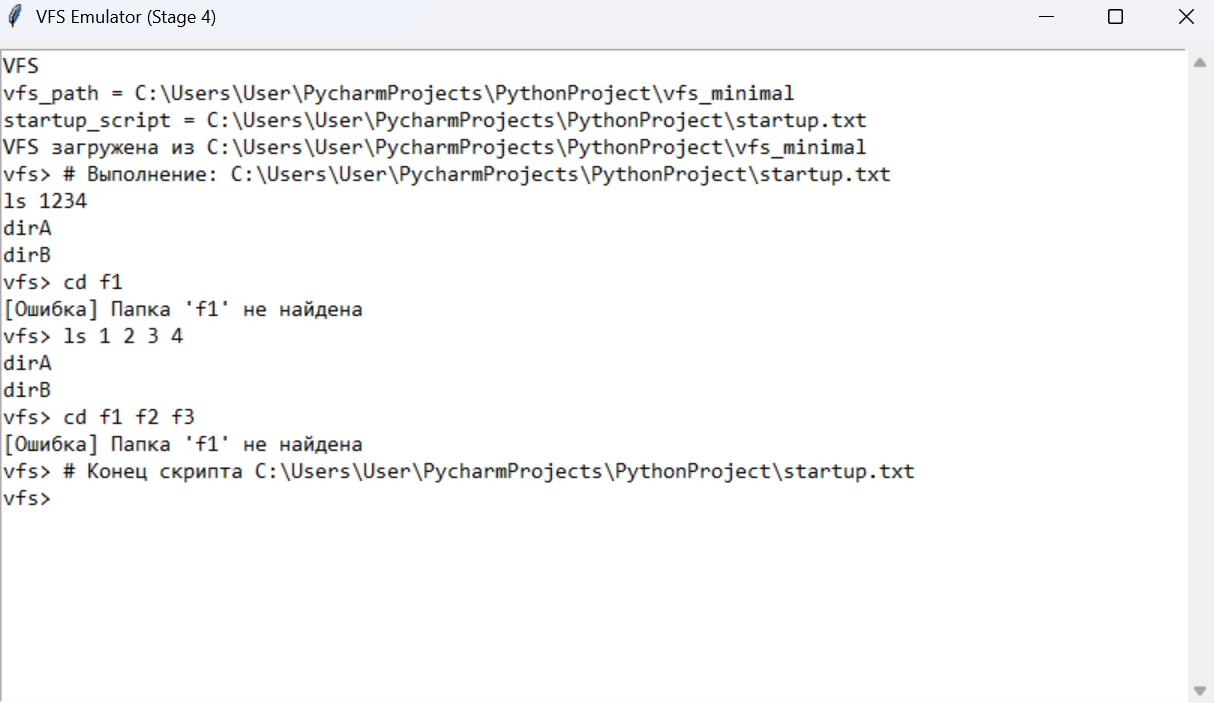 VFS Emulator (Stage 4)
VFS
vfs_path = C:\Users\User\PycharmProjects\PythonProject\vfs_minimal
startup_script = C:\Users\User\PycharmProjects\PythonProject\startup.txt
VFS загружена из C:\Users\User\PycharmProjects\PythonProject\vfs_minimal
vfs> # Выполнение: C:\Users\User\PycharmProjects\PythonProject\startup.txt
ls 1234
dirA
dirB
vfs> cd f1
[Ошибка] Папка 'f1' не найдена
vfs> ls 1 2 3 4
dirA
dirB
vfs> cd f1 f2 f3
[Ошибка] Папка 'f1' не найдена
vfs> # Конец скрипта C:\Users\User\PycharmProjects\PythonProject\startup.txt
vfs>